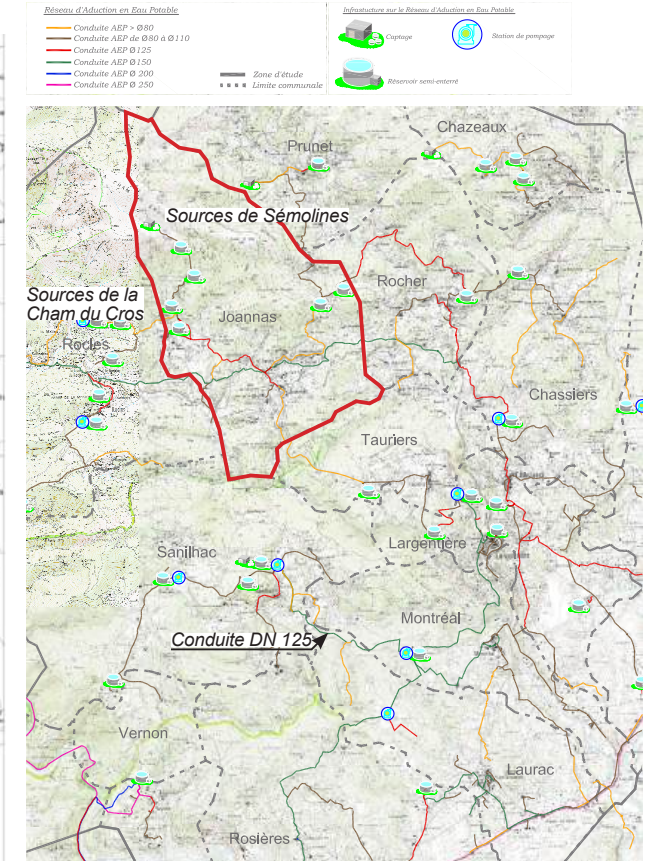 Réseau d'Aduction en Eau Potable
Conduite AEP > Ø80
Conduite AEP de Ø80 à Ø110
Conduite AEP Ø125
Conduite AEP Ø150
Conduite AEP Ø 200
Conduite AEP Ø 250
Zone d'étude
Limite communale
Infrastucture sur le Réseau d'Aduction en Eau Potable
Captage
Station de pompage
Réservoir semi-enterré
Chazeaux
Prunet
Sources de Sémolines
Rocher
Sources de la
Cham du Cros
Joannas
Rocles
Chassiers
Tauriers
Largentière
Sanilhac
Montréal
Conduite DN 125
Vernon
Laurac
Rosières